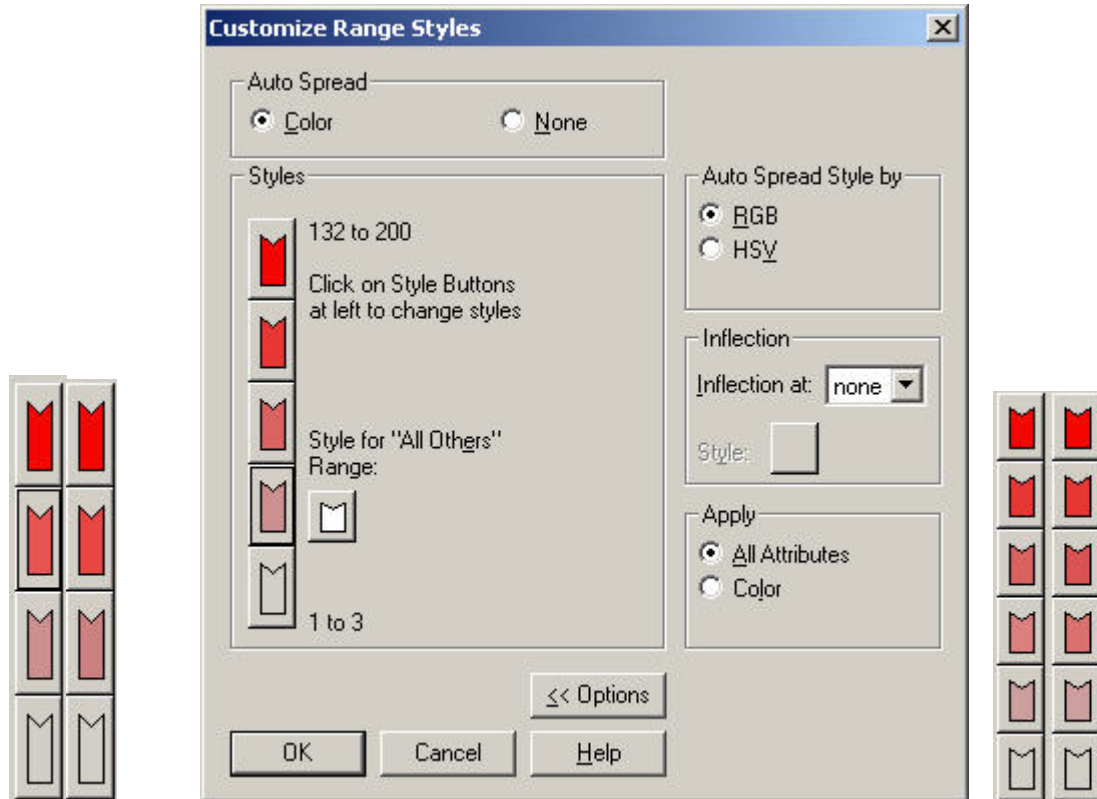 Customize Range Styles
Auto Spread
Color
None
Styles
132 to 200
Click on Style Buttons
at left to change styles
Style for "All Others"
Range:
1 to 3
Auto Spread Style by
RGB
HSV
Inflection
Inflection at: none
Style:
Apply
All Attributes
Color
<< Options
OK
Cancel
Help